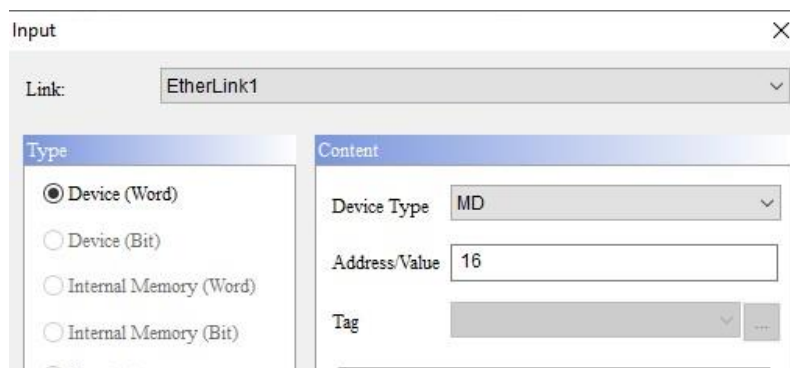 Input
Link: EtherLink1
Type
Device (Word)
Device (Bit)
Internal Memory (Word)
Internal Memory (Bit)
Content
Device Type MD
Address/Value 16
Tag ...